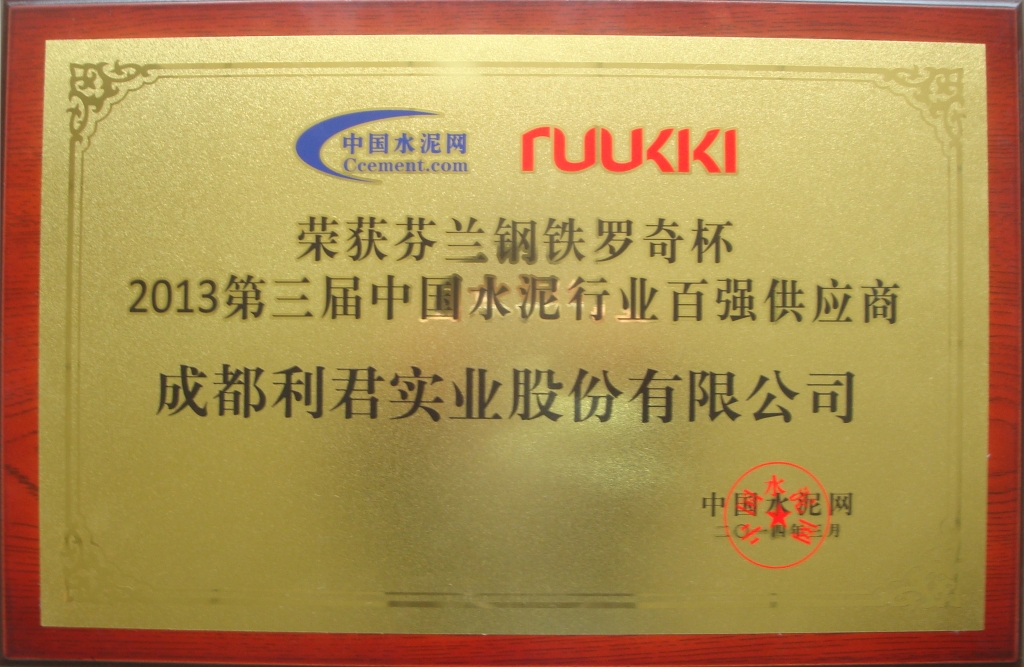 中国水泥网
Ccement.com
RUUKKI
荣获芬兰钢铁罗奇杯
2013第三届中国水泥行业百强供应商
成都利君实业股份有限公司
中国水泥网
二〇一四年三月